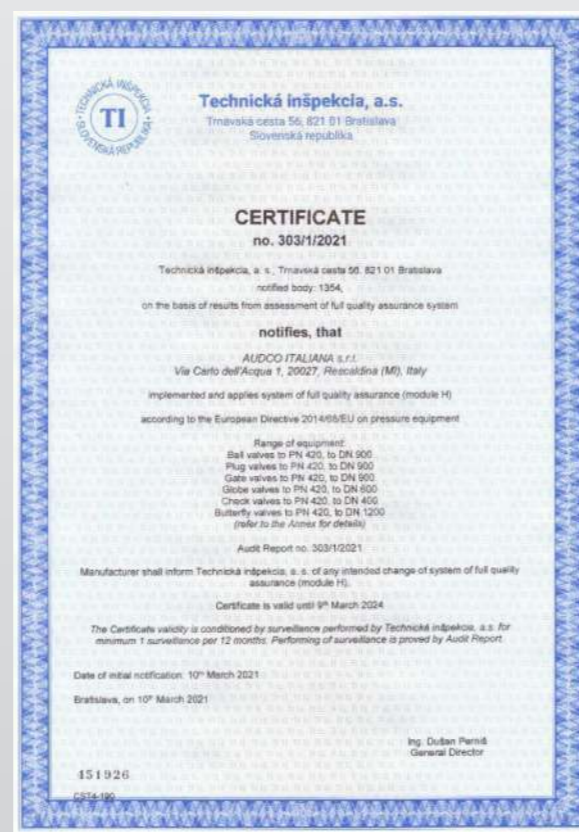 TECHNICKÁ INŠPEKCIA
TI
SLOVENSKÁ REPUBLIKA
Technická inšpekcia, a.s.
Trnavská cesta 56, 821 01 Bratislava
Slovenská republika
CERTIFICATE
no. 303/1/2021
Technická inšpekcia, a. s., Trnavská cesta 56, 821 01 Bratislava
notified body: 1354,
on the basis of results from assessment of full quality assurance system
notifies, that
AUDCO ITALIANA s.r.l.
Via Carlo dell'Acqua 1, 20027, Rescaldina (MI), Italy
implemented and applies system of full quality assurance (module H)
according to the European Directive 2014/68/EU on pressure equipment
Range of equipment:
Ball valves to PN 420, to DN 900
Plug valves to PN 420, to DN 900
Gate valves to PN 420, to DN 900
Globe valves to PN 420, to DN 600
Check valves to PN 420, to DN 400
Butterfly valves to PN 420, to DN 1200
(refer to the Annex for details)
Audit Report no. 303/1/2021
Manufacturer shall inform Technická inšpekcia, a. s. of any intended change of system of full quality
assurance (module H).
Certificate is valid until 9th March 2024
The Certificate validity is conditioned by surveillance performed by Technická inšpekcia, a.s. for
minimum 1 surveillance per 12 months. Performing of surveillance is proved by Audit Report.
Date of initial notification: 10th March 2021
Bratislava, on 10th March 2021
Ing. Dušan Perniš
General Director
451926
CST4-190